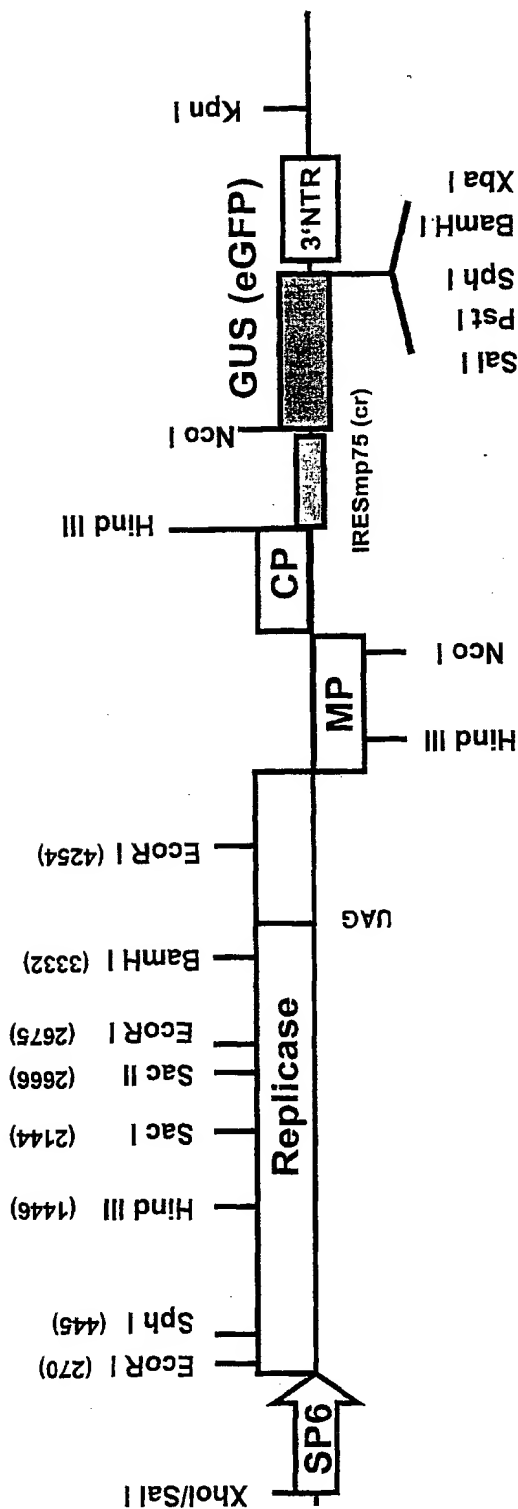 XhoI/Sal I
SP6
EcoR I (270)
Sph I (445)
Hind III (1446)
Sac I (2144)
Sac II (2666)
EcoR I (2675)
BamH I (3332)
EcoR I (4254)
Replicase
UAG
MP
Hind III
Nco I
CP
Hind III
IRESmp75 (cr)
Nco I
GUS (eGFP)
Sal I
Pst I
Sph I
BamH I
Xba I
3'NTR
Kpn I